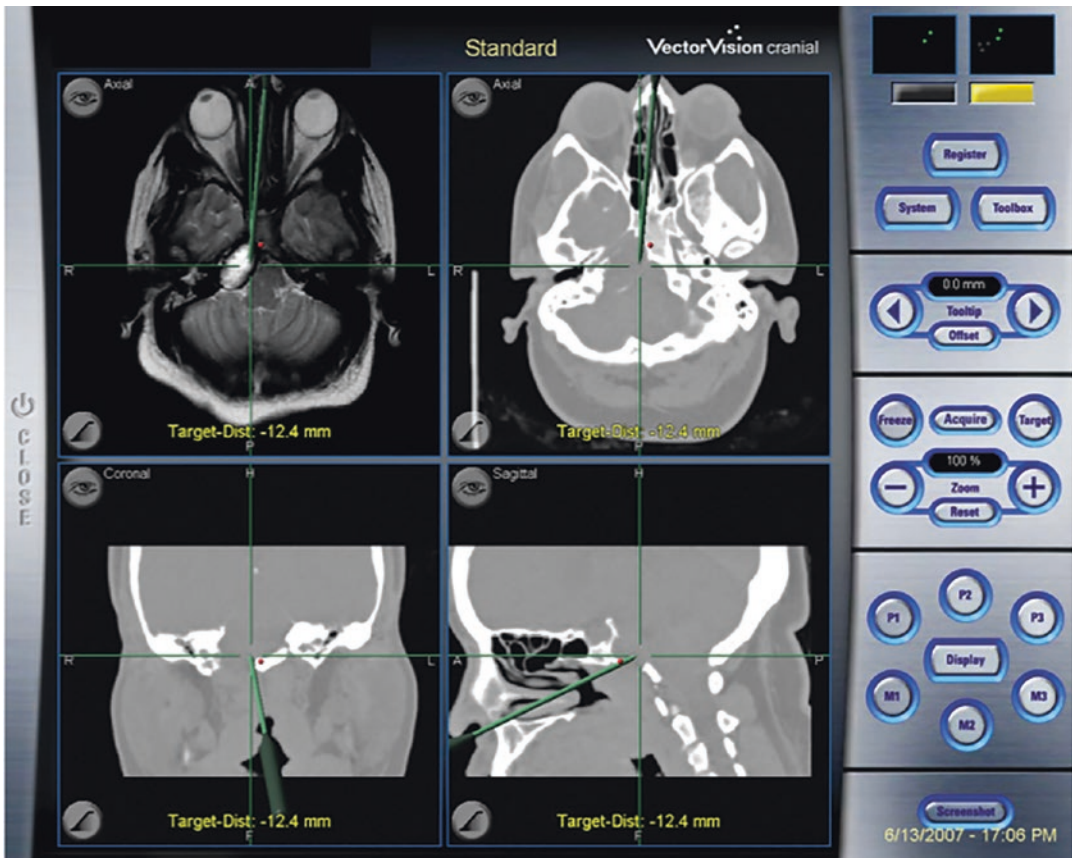 Standard
VectorVision cranial
Axial
A
R
L
P
Target-Dist: -12.4 mm
Axial
A
R
L
P
Target-Dist: -12.4 mm
Coronal
H
R
L
F
Target-Dist: -12.4 mm
Sagittal
H
A
P
F
Target-Dist: -12.4 mm
CLOSE
Register
System
Toolbox
0.0 mm
Tooltip
Offset
Freeze
Acquire
Target
100 %
Zoom
Reset
P1
P2
P3
Display
M1
M2
M3
Screenshot
6/13/2007 - 17:06 PM